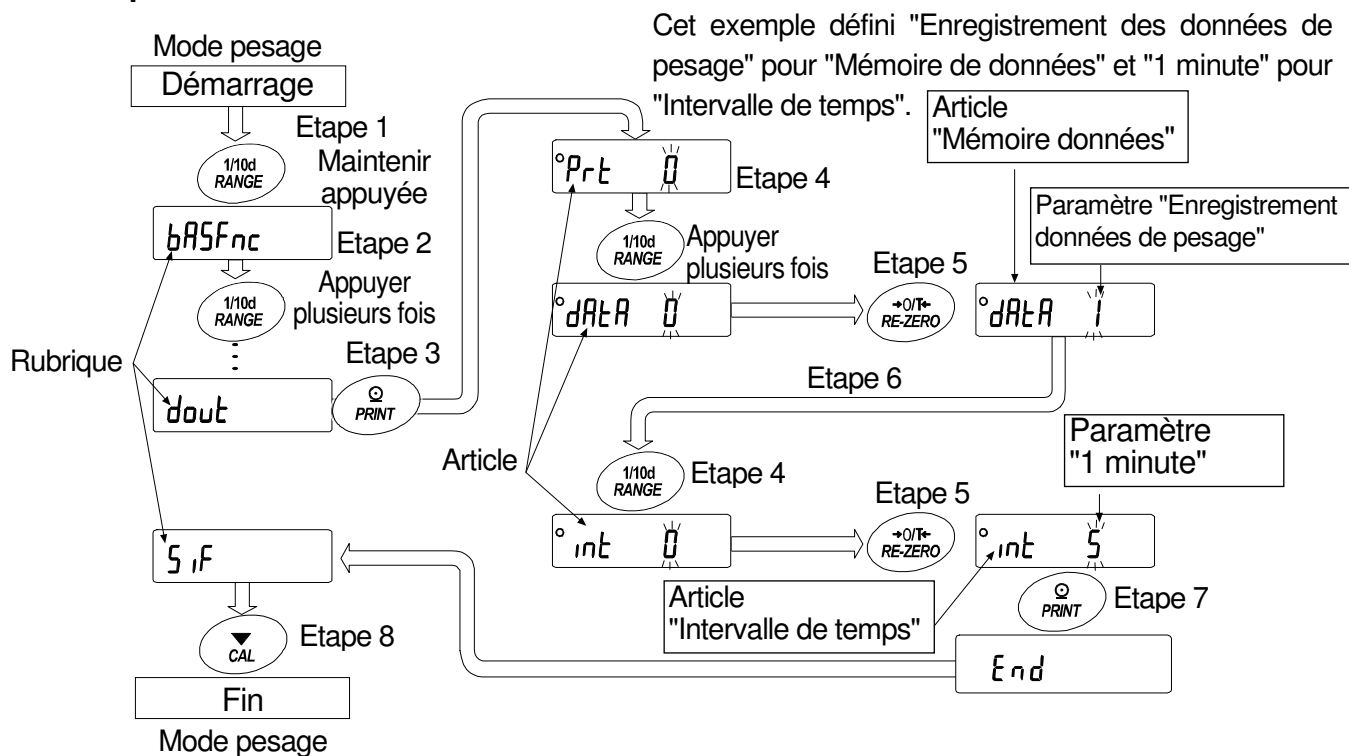 Cet exemple défini "Enregistrement des données de
pesage" pour "Mémoire de données" et "1 minute" pour
"Intervalle de temps".
Mode pesage
Démarrage
Etape 1
Maintenir
appuyée
1/10d
RANGE
bASFnc
Etape 2
1/10d
RANGE
Appuyer
plusieurs fois
Rubrique
dout
Etape 3
PRINT
Prt 0
Etape 4
1/10d
RANGE
Appuyer
plusieurs fois
dAtA 0
Etape 5
→0/T←
RE-ZERO
Article
"Mémoire données"
Paramètre "Enregistrement
données de pesage"
dAtA 1
Etape 6
Article
1/10d
RANGE
Etape 4
int 0
Etape 5
→0/T←
RE-ZERO
Paramètre
"1 minute"
int 5
Article
"Intervalle de temps"
PRINT
Etape 7
End
SiF
CAL
Etape 8
Fin
Mode pesage